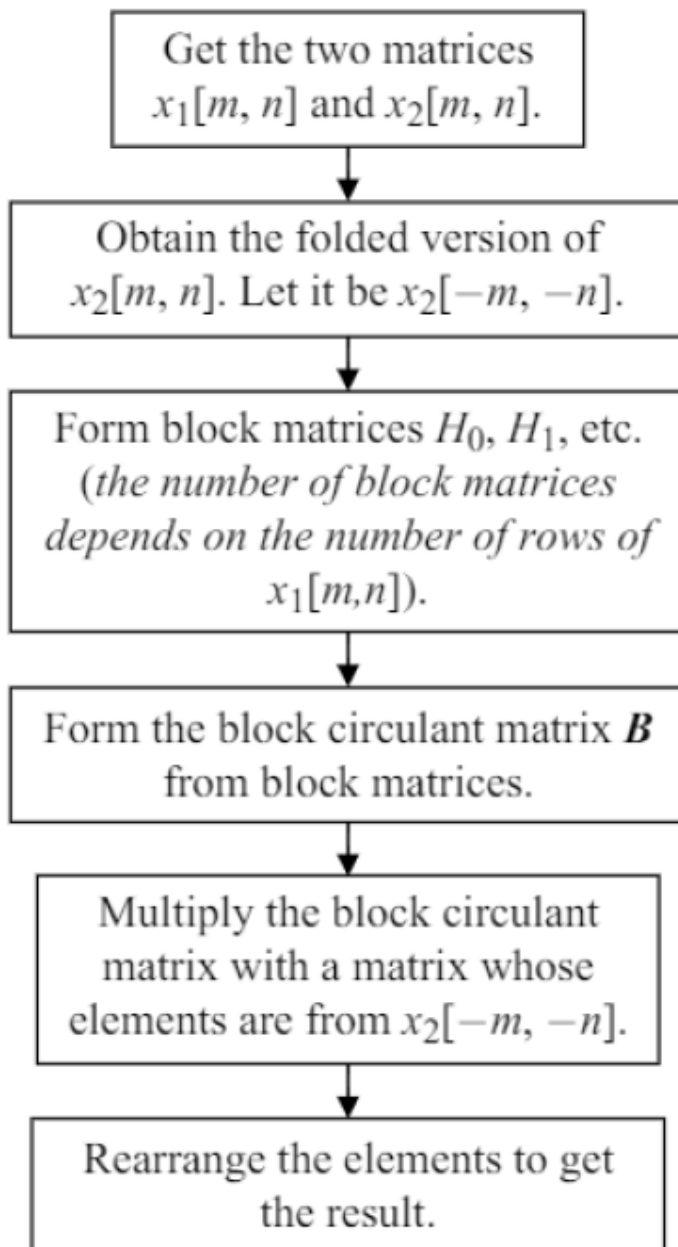 Get the two matrices
x₁[m, n] and x₂[m, n].
Obtain the folded version of
x₂[m, n]. Let it be x₂[−m, −n].
Form block matrices H₀, H₁, etc.
(the number of block matrices
depends on the number of rows of
x₁[m,n]).
Form the block circulant matrix B
from block matrices.
Multiply the block circulant
matrix with a matrix whose
elements are from x₂[−m, −n].
Rearrange the elements to get
the result.